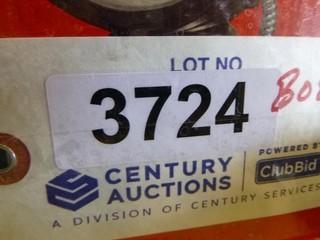 LOT NO
3724
POWERED BY
CENTURY
AUCTIONS
ClubBid
A DIVISION OF CENTURY SERVICES